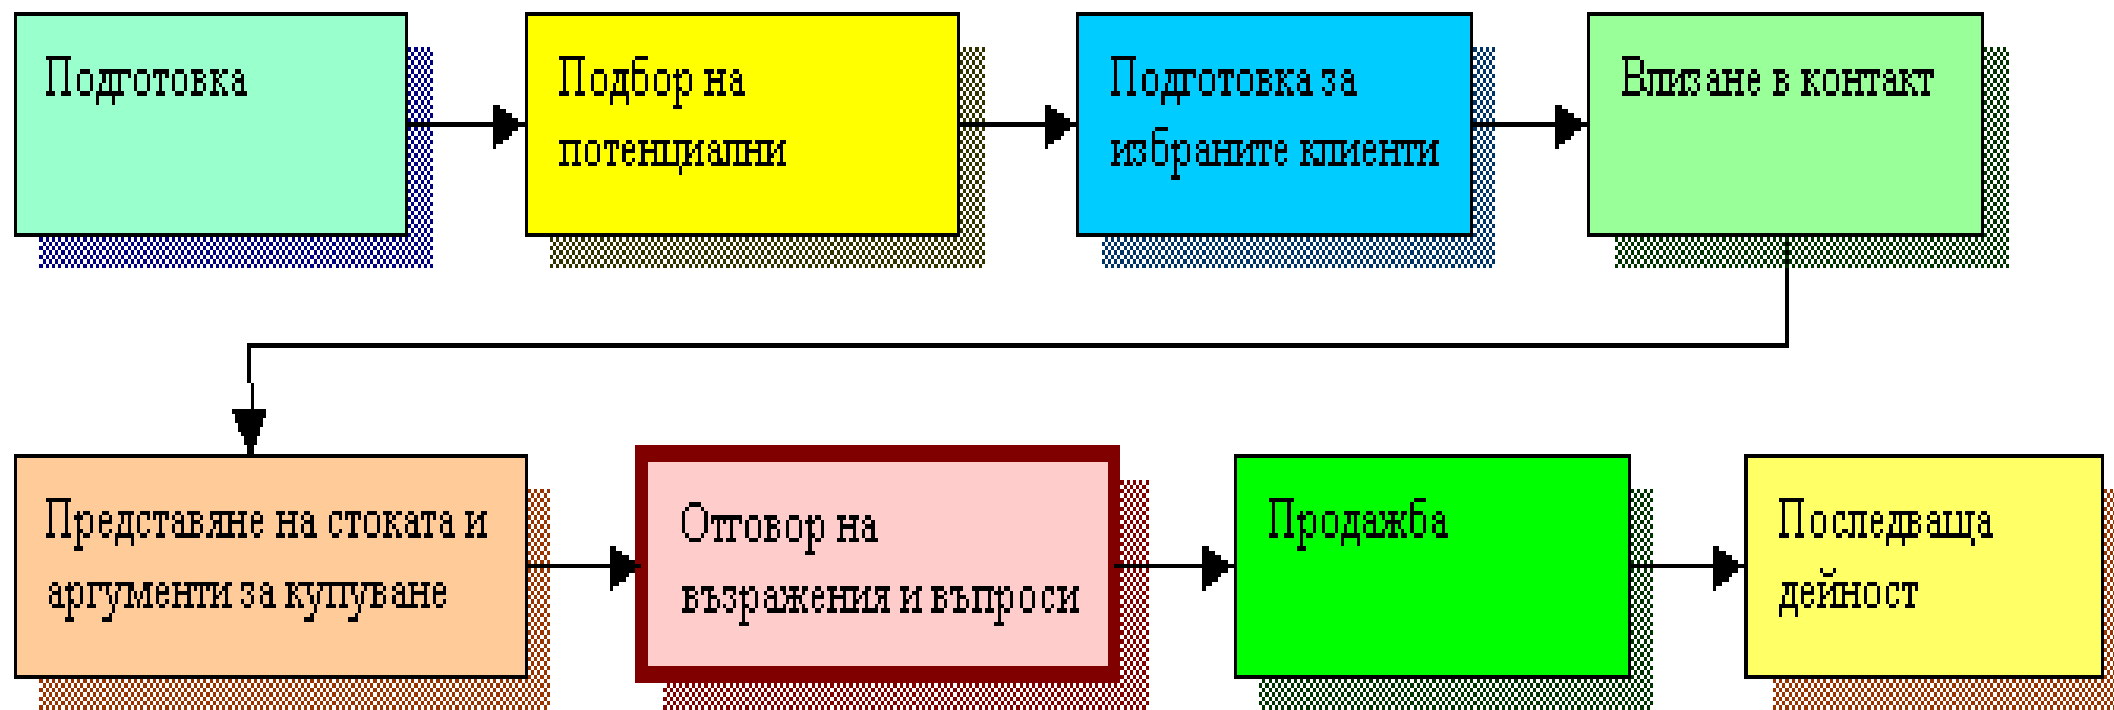 Подготовка
Подбор на
потенциални
Подготовка за
избраните клиенти
Влизане в контакт
Представяне на стоката и
аргументи за купуване
Отговор на
възражения и въпроси
Продажба
Последваща
дейност